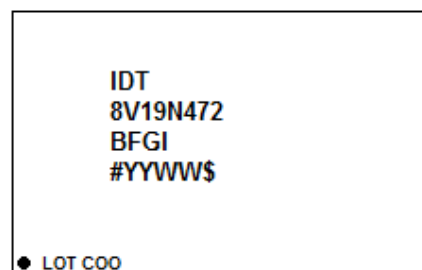 IDT
8V19N472
BFGI
#YYWW$
● LOT COO